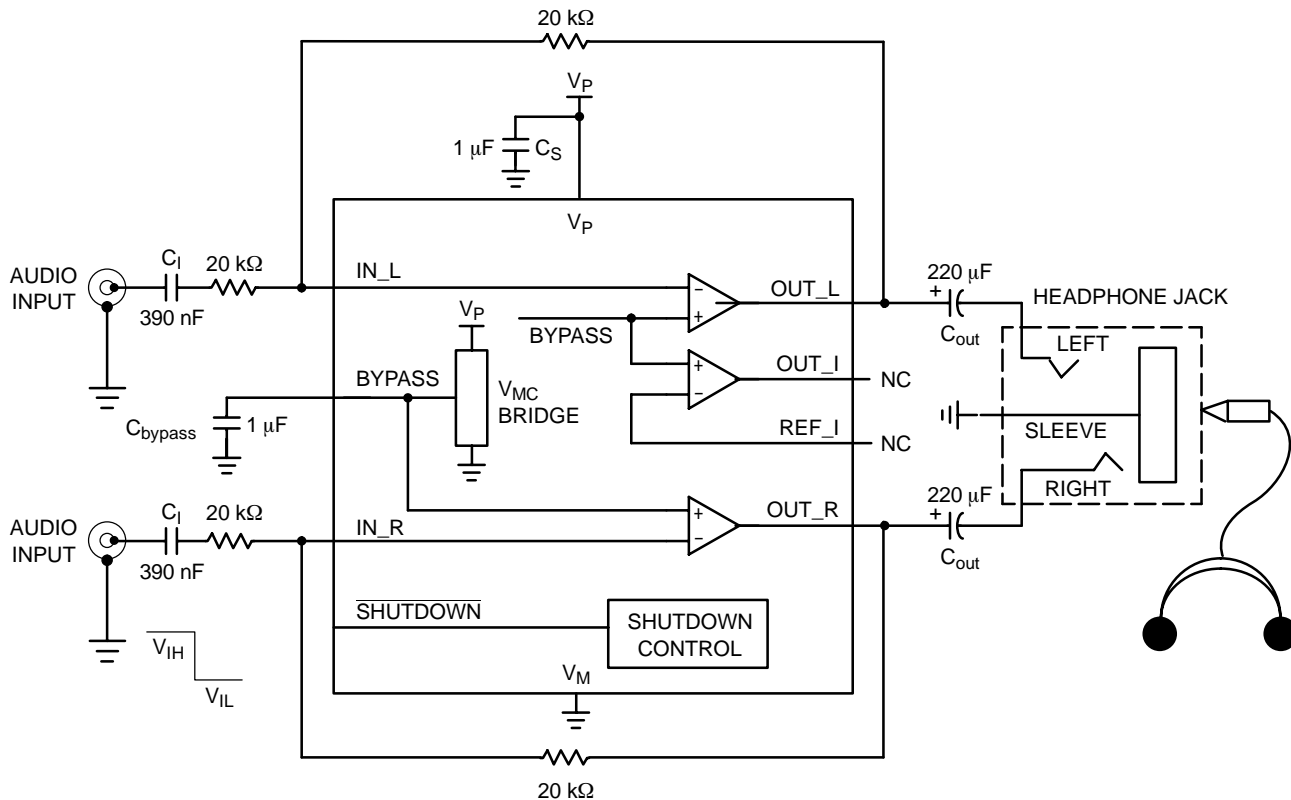 20 kΩ
V_P
1 μF
C_S
V_P
AUDIO
INPUT
C_I
390 nF
20 kΩ
IN_L
OUT_L
220 μF
+
C_out
HEADPHONE JACK
LEFT
−
+
BYPASS
V_P
+
−
OUT_I
NC
BYPASS
V_MC
BRIDGE
C_bypass
1 μF
REF_I
NC
SLEEVE
RIGHT
AUDIO
INPUT
C_I
390 nF
20 kΩ
IN_R
+
−
OUT_R
220 μF
+
C_out
SHUTDOWN
SHUTDOWN
CONTROL
V_IH
V_IL
V_M
20 kΩ